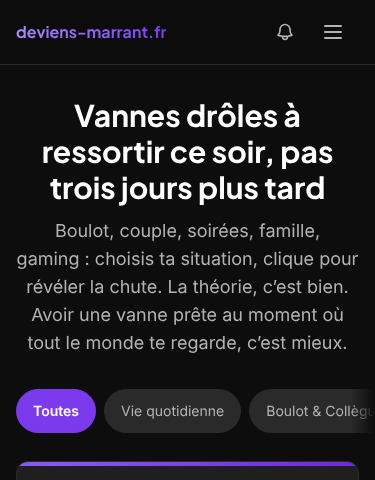 deviens-marrant.fr
Vannes drôles à
ressortir ce soir, pas
trois jours plus tard
Boulot, couple, soirées, famille,
gaming : choisis ta situation, clique pour
révéler la chute. La théorie, c’est bien.
Avoir une vanne prête au moment où
tout le monde te regarde, c’est mieux.
Toutes Vie quotidienne Boulot &